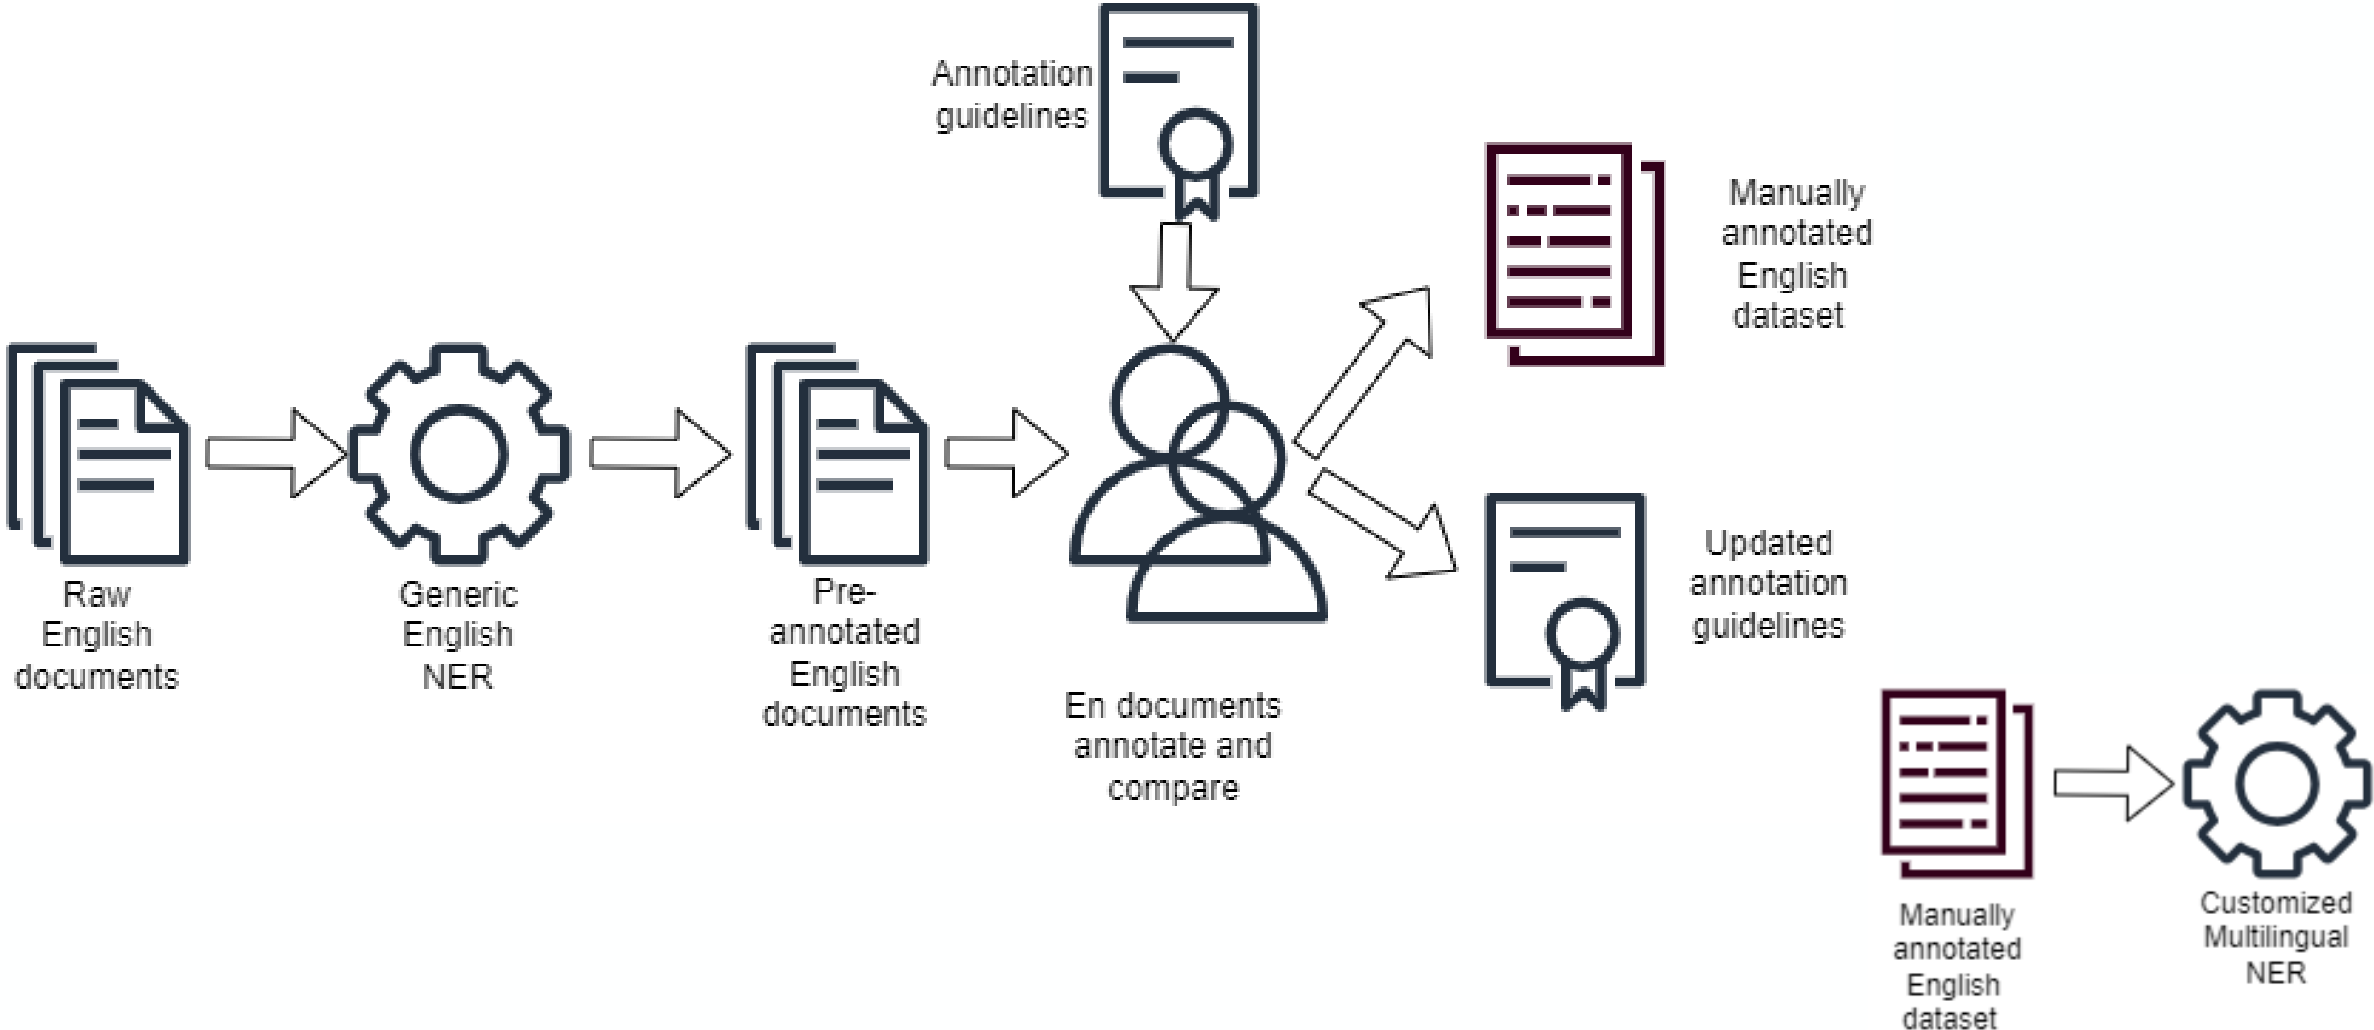 Annotation
guidelines
Manually
annotated
English
dataset
Raw
English
documents
Generic
English
NER
Pre-
annotated
English
documents
En documents
annotate and
compare
Updated
annotation
guidelines
Manually
annotated
English
dataset
Customized
Multilingual
NER